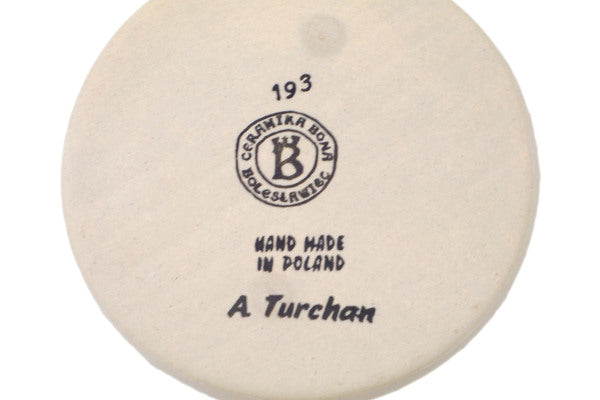 193
CERAMIKA BONA
B
BOLESŁAWIEC
HAND MADE
IN POLAND
A. Turchan